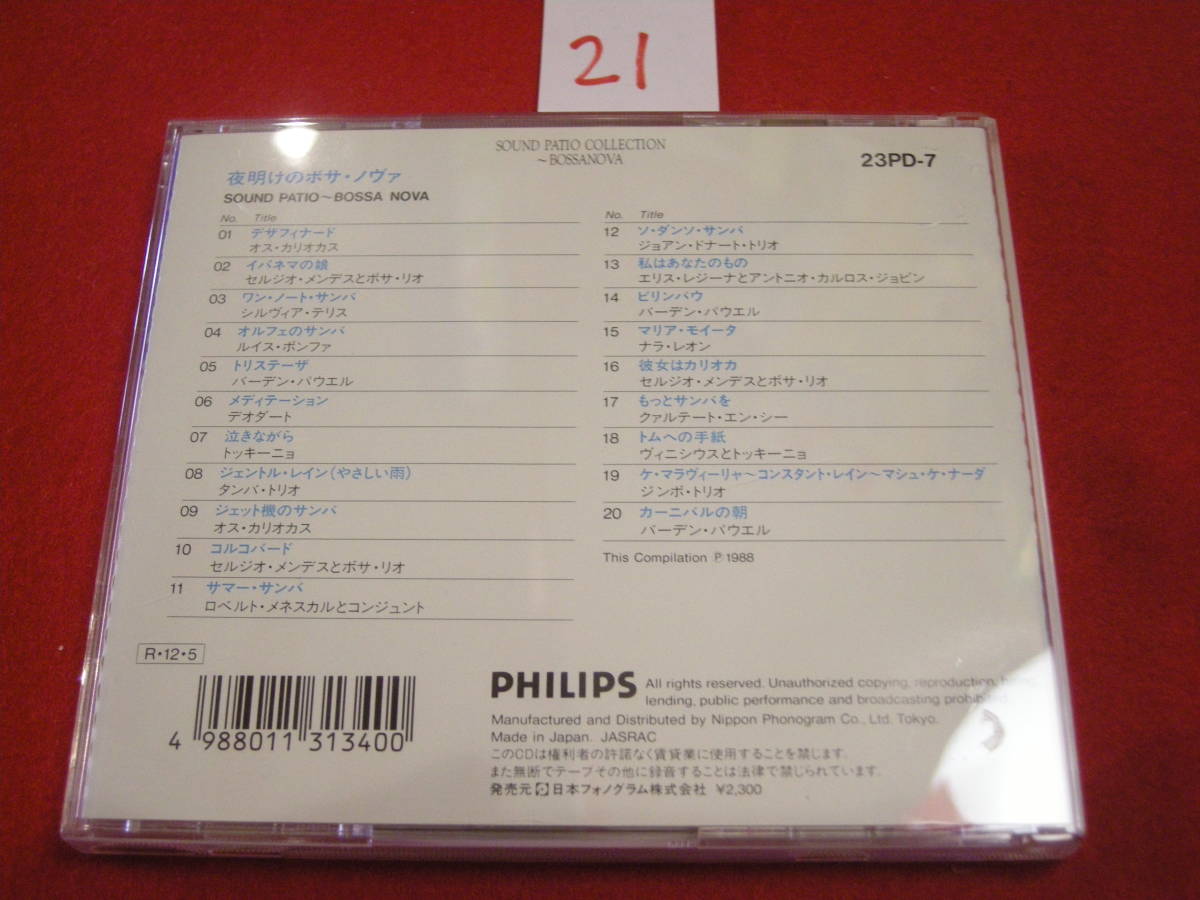 21
SOUND PATIO COLLECTION
~BOSSANOVA
23PD-7
夜明けのボサ・ノヴァ
SOUND PATIO~BOSSA NOVA
No. Title
01 デザフィナード
オス・カリオカス
02 イパネマの娘
セルジオ・メンデスとボサ・リオ
03 ワン・ノート・サンバ
シルヴィア・テリス
04 オルフェのサンバ
ルイス・ボンファ
05 トリステーザ
バーデン・パウエル
06 メディテーション
デオダート
07 泣きながら
トッキーニョ
08 ジェントル・レイン(やさしい雨)
タンバ・トリオ
09 ジェット機のサンバ
オス・カリオカス
10 コルコバード
セルジオ・メンデスとボサ・リオ
11 サマー・サンバ
ロベルト・メネスカルとコンジュント
No. Title
12 ソ・ダンソ・サンバ
ジョアン・ドナート・トリオ
13 私はあなたのもの
エリス・レジーナとアントニオ・カルロス・ジョビン
14 ビリンバウ
バーデン・パウエル
15 マリア・モイータ
ナラ・レオン
16 彼女はカリオカ
セルジオ・メンデスとボサ・リオ
17 もっとサンバを
クァルテート・エン・シー
18 トムへの手紙
ヴィニシウスとトッキーニョ
19 ケ・マラヴィーリャ~コンスタント・レイン~マシュ・ケ・ナーダ
ジンボ・トリオ
20 カーニバルの朝
バーデン・パウエル
This Compilation ℗ 1988
R・12・5
4 988011 313400
PHILIPS
All rights reserved. Unauthorized copying, reproduction, hiring,
lending, public performance and broadcasting prohibited.
Manufactured and Distributed by Nippon Phonogram Co., Ltd. Tokyo.
Made in Japan. JASRAC
このCDは権利者の許諾なく賃貸業に使用することを禁じます.
また無断でテープその他に録音することは法律で禁じられています.
発売元 日本フォノグラム株式会社 ¥2,300